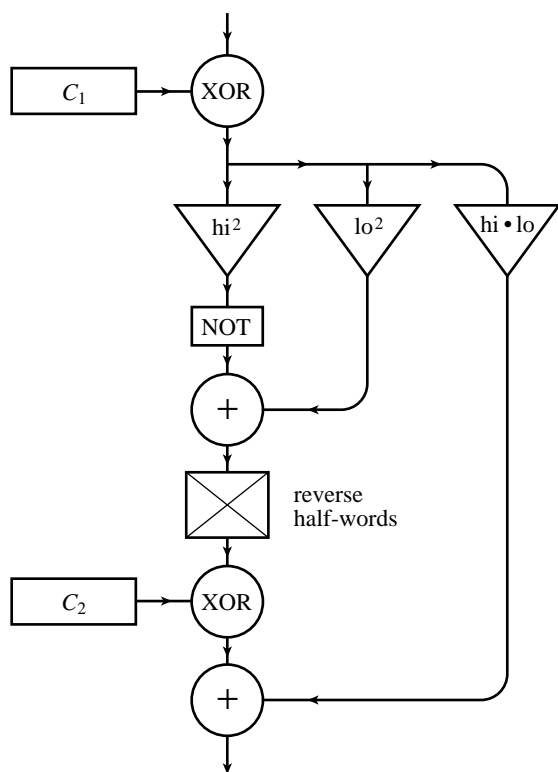 XOR
C₁
hi² lo² hi • lo
NOT
+
reverse
half-words
C₂ XOR
+